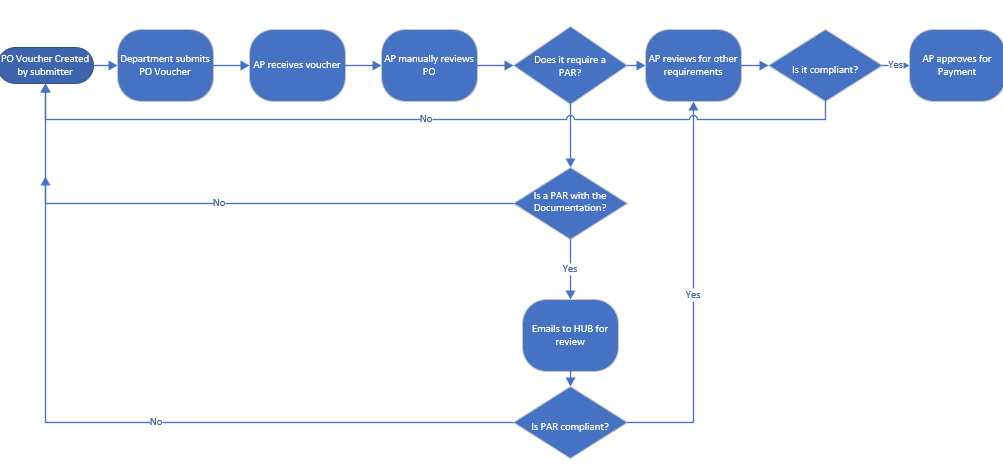 PO Voucher Created
by submitter
Department submits
PO Voucher
AP receives voucher
AP manually reviews
PO
Does it require a
PAR?
AP reviews for other
requirements
Is it compliant?
Yes
AP approves for
Payment
No
Is a PAR with the
Documentation?
No
Yes
Yes
Emails to HUB for
review
Is PAR compliant?
No